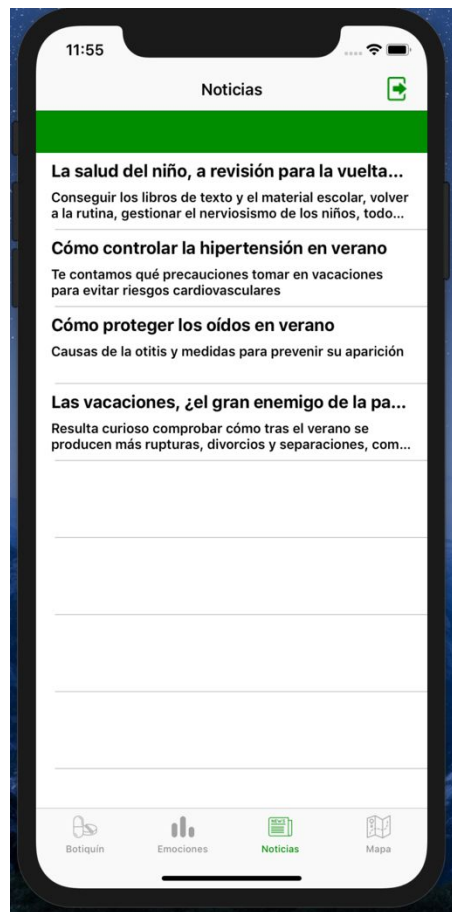 11:55
Noticias
La salud del niño, a revisión para la vuelta...
Conseguir los libros de texto y el material escolar, volver
a la rutina, gestionar el nerviosismo de los niños, todo...
Cómo controlar la hipertensión en verano
Te contamos qué precauciones tomar en vacaciones
para evitar riesgos cardiovasculares
Cómo proteger los oídos en verano
Causas de la otitis y medidas para prevenir su aparición
Las vacaciones, ¿el gran enemigo de la pa...
Resulta curioso comprobar cómo tras el verano se
producen más rupturas, divorcios y separaciones, com...
NEWS
Botiquín Emociones Noticias Mapa